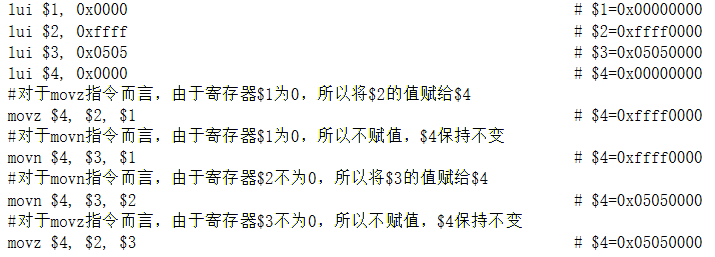 lui $1, 0x0000 # $1=0x00000000
lui $2, 0xffff # $2=0xffff0000
lui $3, 0x0505 # $3=0x05050000
lui $4, 0x0000 # $4=0x00000000
#对于movz指令而言，由于寄存器$1为0，所以将$2的值赋给$4
movz $4, $2, $1 # $4=0xffff0000
#对于movn指令而言，由于寄存器$1为0，所以不赋值，$4保持不变
movn $4, $3, $1 # $4=0xffff0000
#对于movn指令而言，由于寄存器$2不为0，所以将$3的值赋给$4
movn $4, $3, $2 # $4=0x05050000
#对于movz指令而言，由于寄存器$3不为0，所以不赋值，$4保持不变
movz $4, $2, $3 # $4=0x05050000